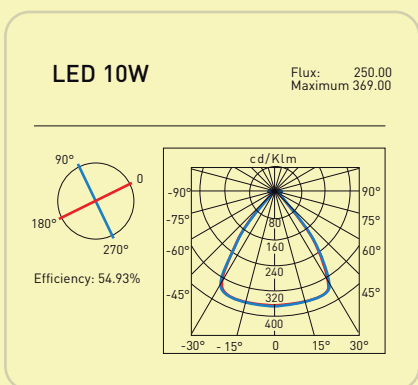 LED 10W
Flux: 250.00
Maximum 369.00
90°
0
180°
270°
Efficiency: 54.93%
cd/Klm
-90° 90°
-75° 75°
-60° 60°
-45° 45°
80
160
240
320
400
-30° - 15° 0 15° 30°